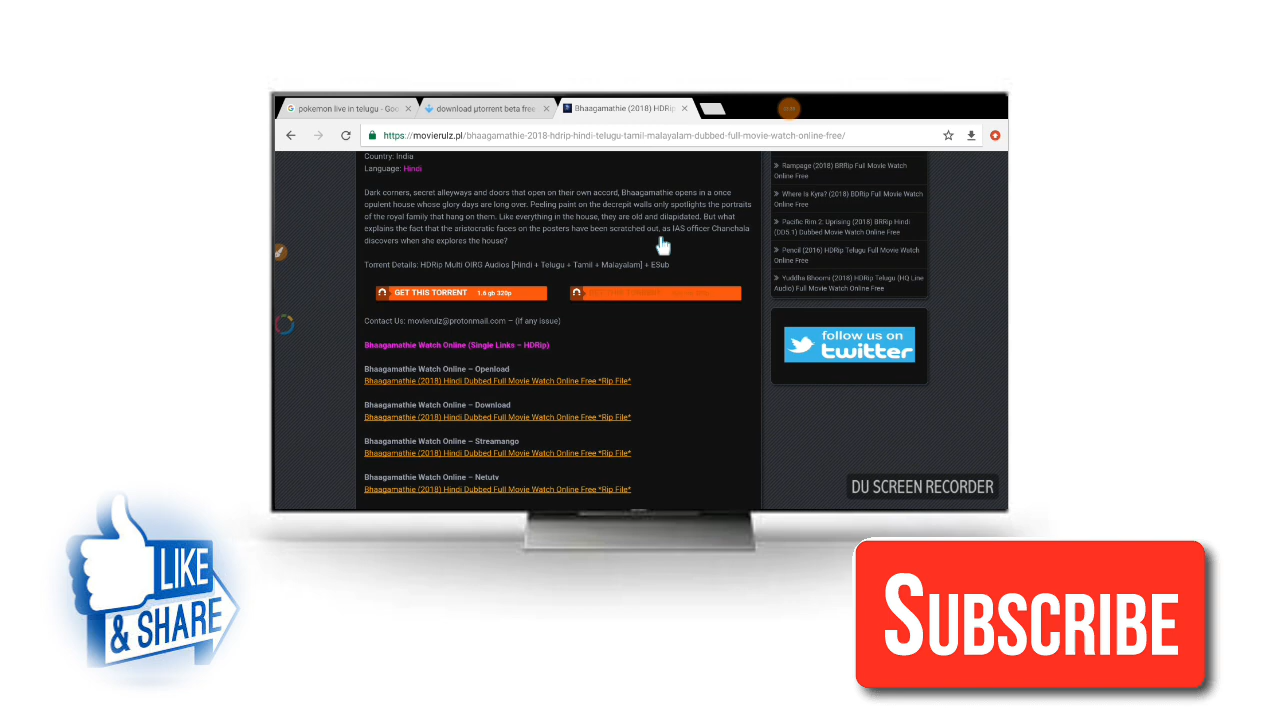 pokemon live in telugu - Goo
download µtorrent beta free
Bhaagamathie (2018) HDRip
https://movierulz.pl/bhaagamathie-2018-hdrip-hindi-telugu-tamil-malayalam-dubbed-full-movie-watch-online-free/
Country: India
Language: Hindi
Dark corners, secret alleyways and doors that open on their own accord, Bhaagamathie opens in a once
opulent house whose glory days are long over. Peeling paint on the decrepit walls only spotlights the portraits
of the royal family that hang on them. Like everything in the house, they are old and dilapidated. But what
explains the fact that the aristocratic faces on the posters have been scratched out, as IAS officer Chanchala
discovers when she explores the house?
Torrent Details: HDRip Multi OIRG Audios [Hindi + Telugu + Tamil + Malayalam] + ESub
GET THIS TORRENT 1.6 gb 320p
GET THIS TORRENT
Contact Us: movierulz@protonmail.com – (if any issue)
Bhaagamathie Watch Online (Single Links – HDRip)
Bhaagamathie Watch Online – Openload
Bhaagamathie (2018) Hindi Dubbed Full Movie Watch Online Free *Rip File*
Bhaagamathie Watch Online – Download
Bhaagamathie (2018) Hindi Dubbed Full Movie Watch Online Free *Rip File*
Bhaagamathie Watch Online – Streamango
Bhaagamathie (2018) Hindi Dubbed Full Movie Watch Online Free *Rip File*
Bhaagamathie Watch Online – Netutv
Bhaagamathie (2018) Hindi Dubbed Full Movie Watch Online Free *Rip File*
» Rampage (2018) BRRip Full Movie Watch
Online Free
» Where Is Kyra? (2018) BDRip Full Movie Watch
Online Free
» Pacific Rim 2: Uprising (2018) BRRip Hindi
(DD5.1) Dubbed Movie Watch Online Free
» Pencil (2016) HDRip Telugu Full Movie Watch
Online Free
» Yuddha Bhoomi (2018) HDRip Telugu (HQ Line
Audio) Full Movie Watch Online Free
follow us on
twitter
DU SCREEN RECORDER
LIKE
& SHARE
SUBSCRIBE